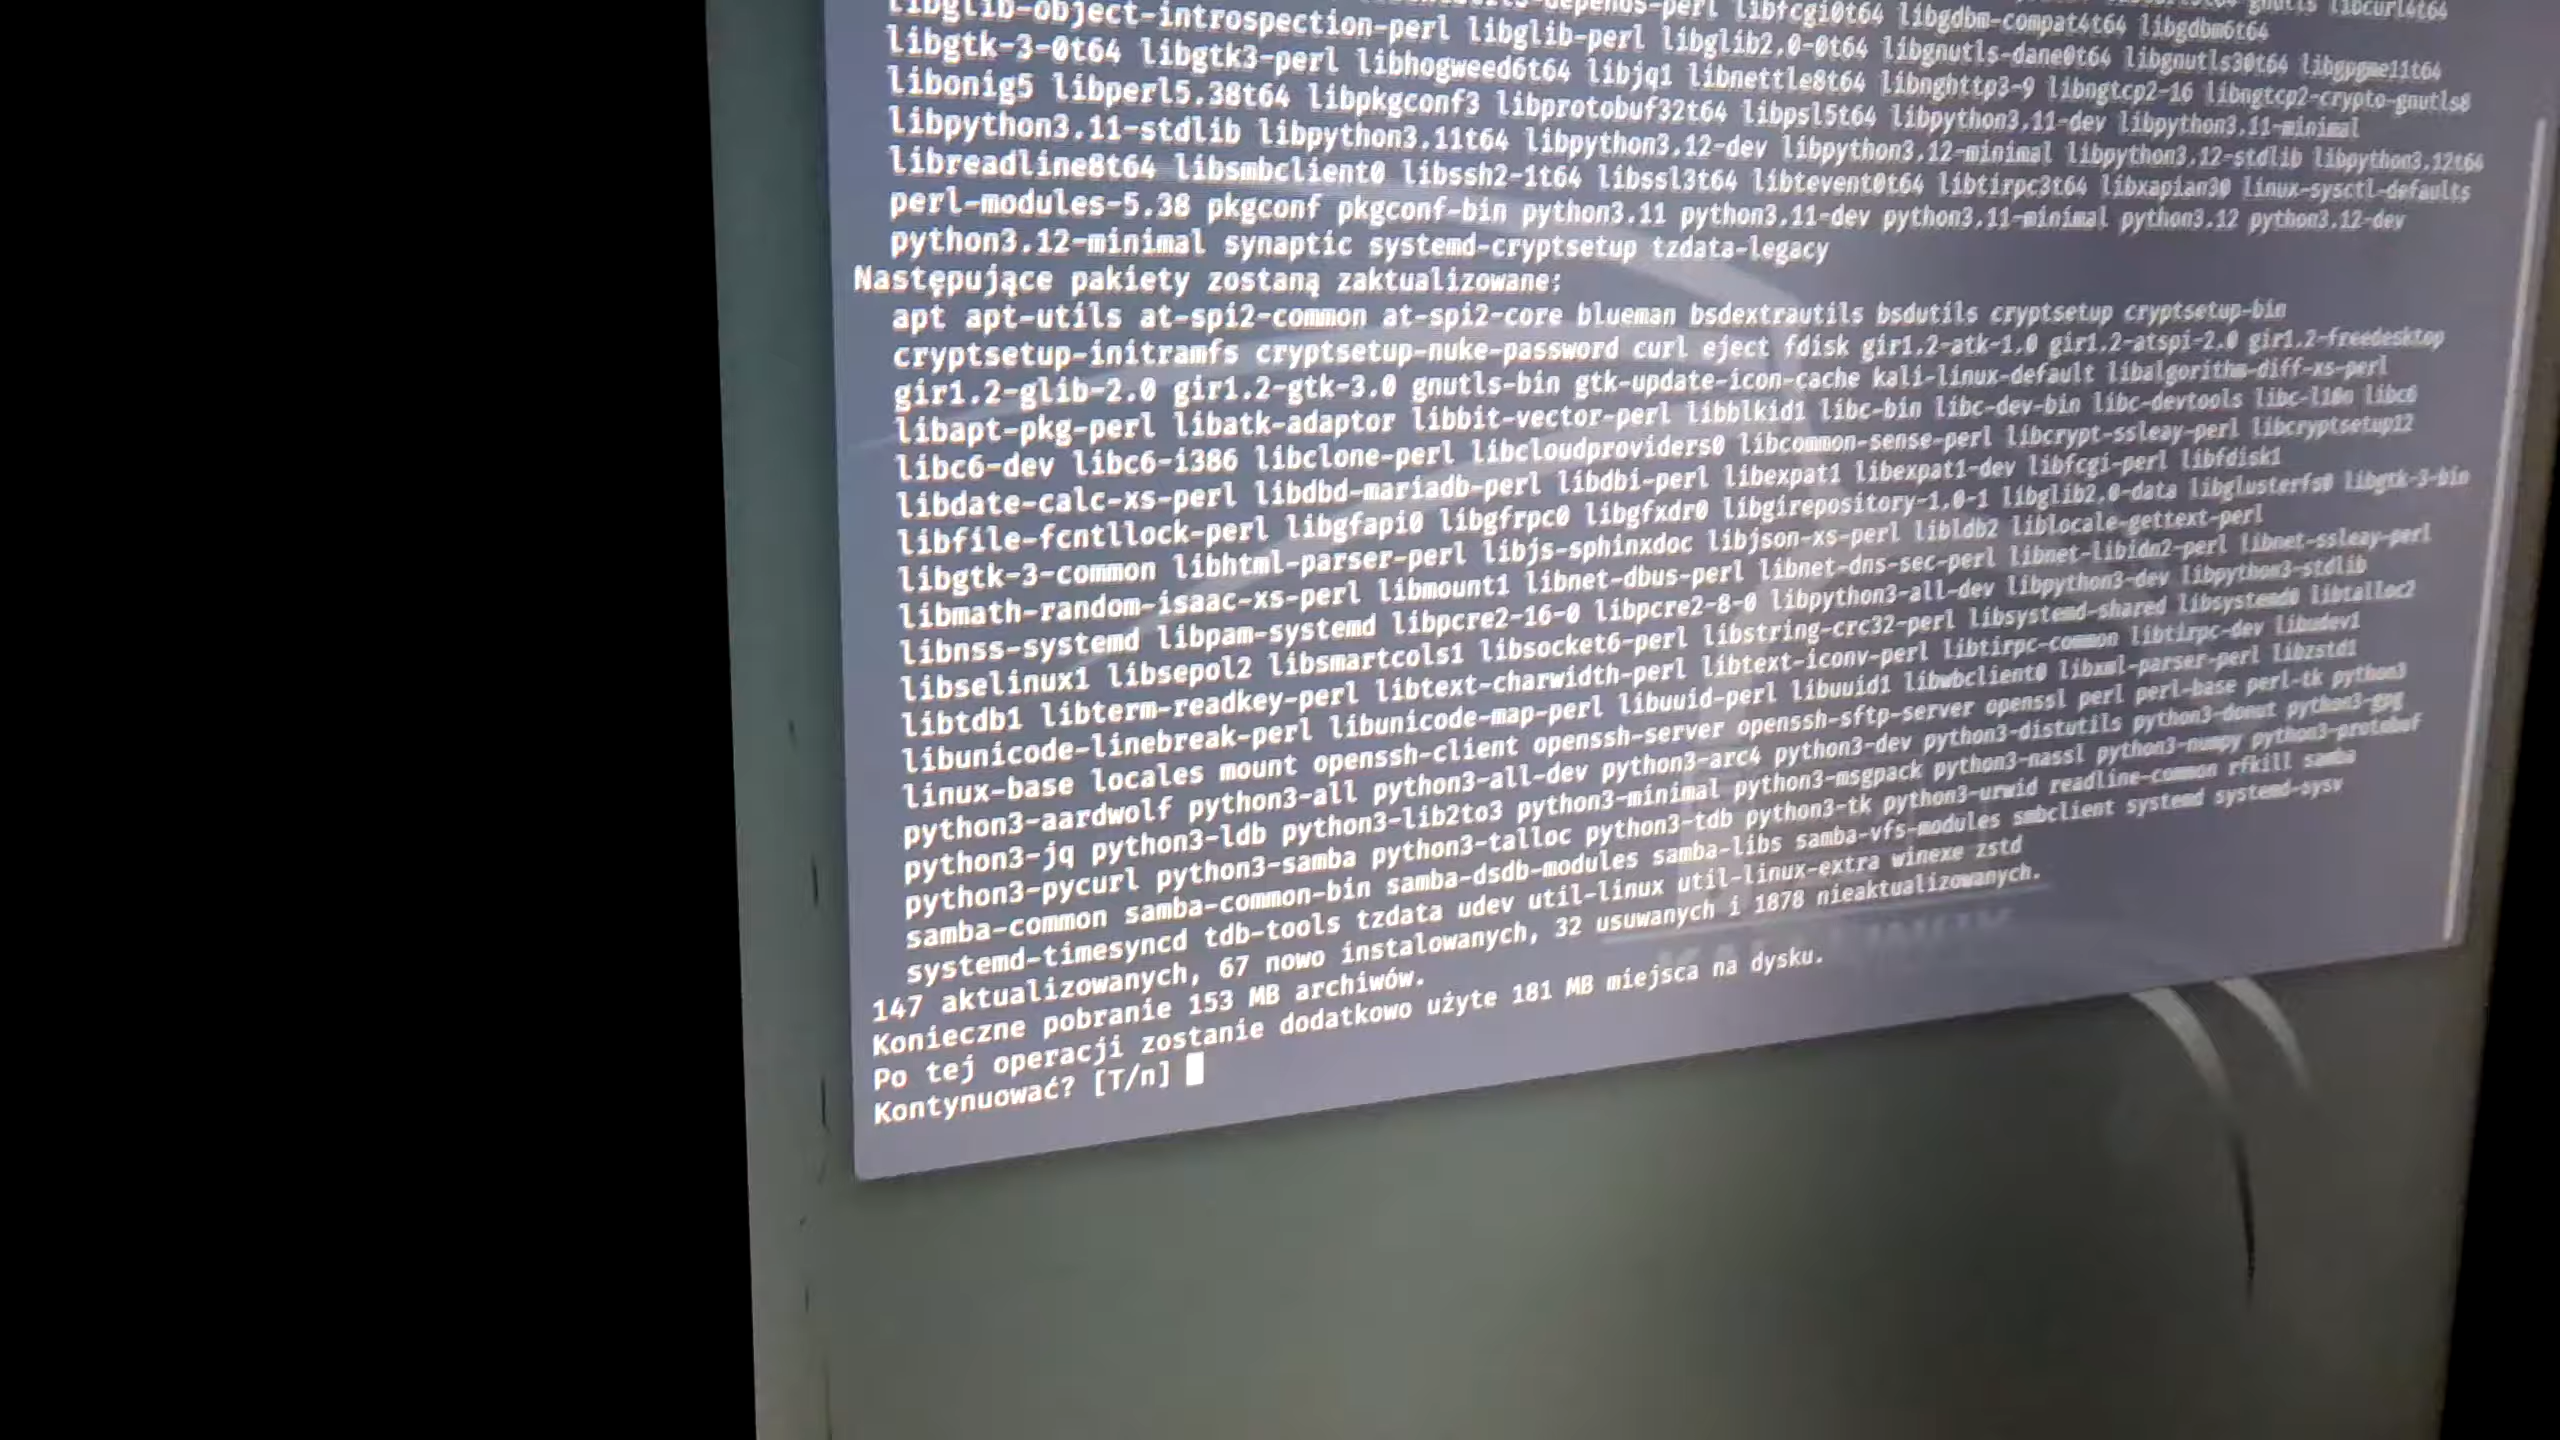 libglib-object-introspection-perl libglib-perl libglib2.0-0t64 libgnutls-dane0t64 libgnutls30t64 libgpgme11t64
libfcgi0t64 libgdbm-compat4t64 libgdbm6t64
libgtk-3-0t64 libgtk3-perl libhogweed6t64 libjq1 libnettle8t64 libnghttp3-9 libngtcp2-16 libngtcp2-crypto-gnutls8
libonig5 libperl5.38t64 libpkgconf3 libprotobuf32t64 libpsl5t64 libpython3.11-dev libpython3.11-minimal
libpython3.11-stdlib libpython3.11t64 libpython3.12-dev libpython3.12-minimal libpython3.12-stdlib libpython3.12t64
libreadline8t64 libsmbclient0 libssh2-1t64 libssl3t64 libtevent0t64 libtirpc3t64 libxapian30 linux-sysctl-defaults
perl-modules-5.38 pkgconf pkgconf-bin python3.11 python3.11-dev python3.11-minimal python3.12 python3.12-dev
python3.12-minimal synaptic systemd-cryptsetup tzdata-legacy
Następujące pakiety zostaną zaktualizowane:
apt apt-utils at-spi2-common at-spi2-core blueman bsdextrautils bsdutils cryptsetup cryptsetup-bin
cryptsetup-initramfs cryptsetup-nuke-password curl eject fdisk gir1.2-atk-1.0 gir1.2-atspi-2.0 gir1.2-freedesktop
gir1.2-glib-2.0 gir1.2-gtk-3.0 gnutls-bin gtk-update-icon-cache kali-linux-default libalgorithm-diff-xs-perl
libapt-pkg-perl libatk-adaptor libbit-vector-perl libblkid1 libc-bin libc-dev-bin libc-devtools libc-l10n libc6
libc6-dev libc6-i386 libclone-perl libcloudproviders0 libcommon-sense-perl libcrypt-ssleay-perl libcryptsetup12
libdate-calc-xs-perl libdbd-mariadb-perl libdbi-perl libexpat1 libexpat1-dev libfcgi-perl libfdisk1
libfile-fcntllock-perl libgfapi0 libgfrpc0 libgfxdr0 libgirepository-1.0-1 libglib2.0-data libglusterfs0 libgtk-3-bin
libgtk-3-common libhtml-parser-perl libjs-sphinxdoc libjson-xs-perl libldb2 liblocale-gettext-perl
libmath-random-isaac-xs-perl libmount1 libnet-dbus-perl libnet-dns-sec-perl libnet-libidn2-perl libnet-ssleay-perl
libnss-systemd libpam-systemd libpcre2-16-0 libpcre2-8-0 libpython3-all-dev libpython3-dev libpython3-stdlib
libselinux1 libsepol2 libsmartcols1 libsocket6-perl libstring-crc32-perl libsystemd-shared libsystemd0 libtalloc2
libtdb1 libterm-readkey-perl libtext-charwidth-perl libtext-iconv-perl libtirpc-common libtirpc-dev libudev1
libunicode-linebreak-perl libunicode-map-perl libuuid-perl libuuid1 libwbclient0 libxml-parser-perl libzstd1
linux-base locales mount openssh-client openssh-server openssh-sftp-server openssl perl perl-base perl-tk python3
python3-aardwolf python3-all python3-all-dev python3-arc4 python3-dev python3-distutils python3-donut python3-gpg
python3-jq python3-ldb python3-lib2to3 python3-minimal python3-msgpack python3-nassl python3-numpy python3-protobuf
python3-pycurl python3-samba python3-talloc python3-tdb python3-tk python3-urwid readline-common rfkill samba
samba-common samba-common-bin samba-dsdb-modules samba-libs samba-vfs-modules smbclient systemd systemd-sysv
systemd-timesyncd tdb-tools tzdata udev util-linux util-linux-extra winexe zstd
147 aktualizowanych, 67 nowo instalowanych, 32 usuwanych i 1878 nieaktualizowanych.
Konieczne pobranie 153 MB archiwów.
Po tej operacji zostanie dodatkowo użyte 181 MB miejsca na dysku.
Kontynuować? [T/n]